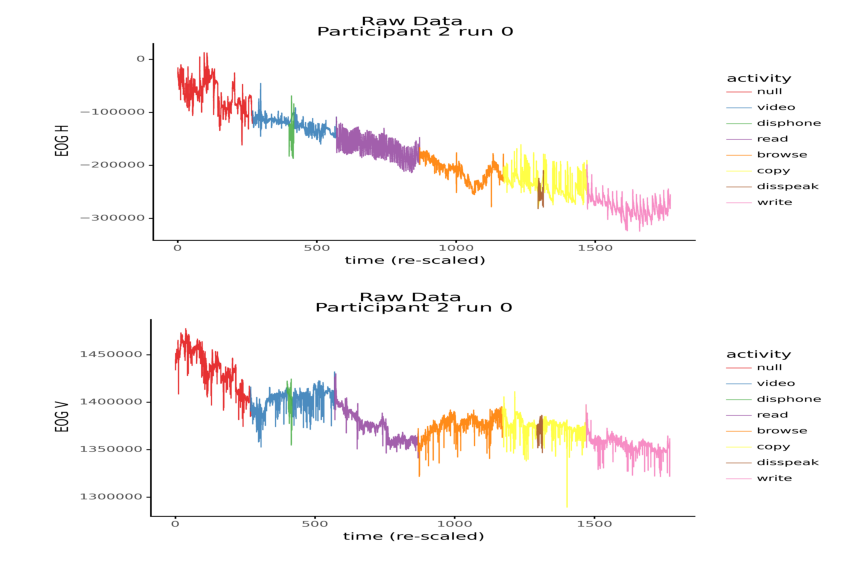 Raw Data
Participant 2 run 0
EOG H
0
−100000
−200000
−300000
0
500
1000
1500
time (re-scaled)
activity
null
video
disphone
read
browse
copy
disspeak
write
Raw Data
Participant 2 run 0
EOG V
1450000
1400000
1350000
1300000
0
500
1000
1500
time (re-scaled)
activity
null
video
disphone
read
browse
copy
disspeak
write